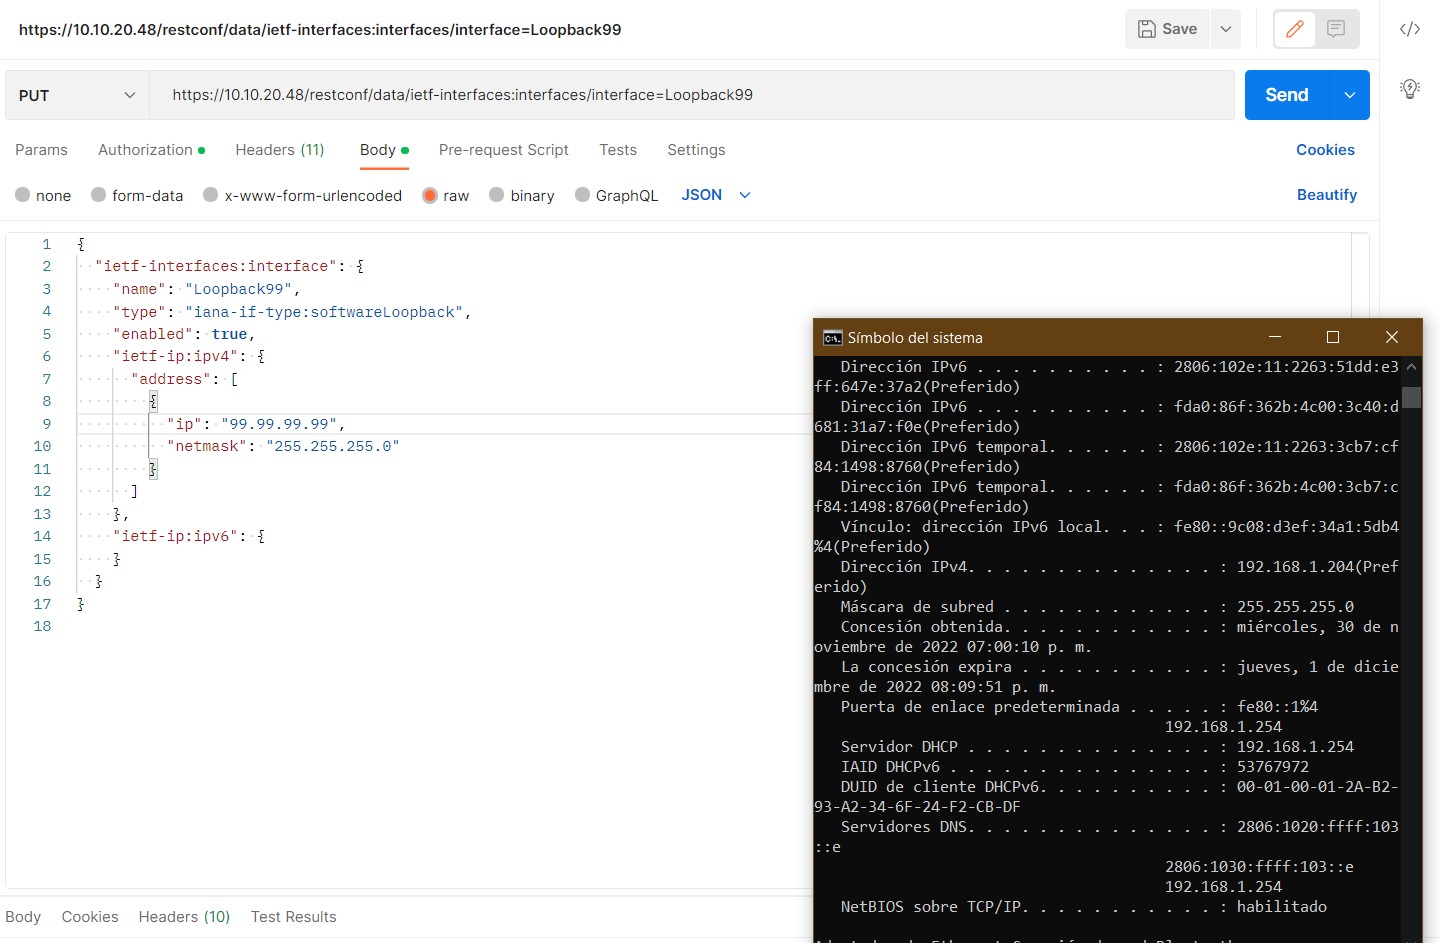 https://10.10.20.48/restconf/data/ietf-interfaces:interfaces/interface=Loopback99
Save
PUT
https://10.10.20.48/restconf/data/ietf-interfaces:interfaces/interface=Loopback99
Send
Params Authorization Headers (11) Body Pre-request Script Tests Settings Cookies
none form-data x-www-form-urlencoded raw binary GraphQL JSON Beautify
1 {
2 "ietf-interfaces:interface": {
3 "name": "Loopback99",
4 "type": "iana-if-type:softwareLoopback",
5 "enabled": true,
6 "ietf-ip:ipv4": {
7 "address": [
8 {
9 "ip": "99.99.99.99",
10 "netmask": "255.255.255.0"
11 }
12 ]
13 },
14 "ietf-ip:ipv6": {
15 }
16 }
17 }
18
Body Cookies Headers (10) Test Results
Símbolo del sistema
Dirección IPv6 . . . . . . . . . . : 2806:102e:11:2263:51dd:e3
ff:647e:37a2(Preferido)
Dirección IPv6 . . . . . . . . . . : fda0:86f:362b:4c00:3c40:d
681:31a7:f0e(Preferido)
Dirección IPv6 temporal. . . . . . : 2806:102e:11:2263:3cb7:cf
84:1498:8760(Preferido)
Dirección IPv6 temporal. . . . . . : fda0:86f:362b:4c00:3cb7:c
f84:1498:8760(Preferido)
Vínculo: dirección IPv6 local. . . : fe80::9c08:d3ef:34a1:5db4
%4(Preferido)
Dirección IPv4. . . . . . . . . . . . . . : 192.168.1.204(Pref
erido)
Máscara de subred . . . . . . . . . . . . : 255.255.255.0
Concesión obtenida. . . . . . . . . . . . : miércoles, 30 de n
oviembre de 2022 07:00:10 p. m.
La concesión expira . . . . . . . . . . . : jueves, 1 de dicie
mbre de 2022 08:09:51 p. m.
Puerta de enlace predeterminada . . . . . : fe80::1%4
192.168.1.254
Servidor DHCP . . . . . . . . . . . . . . : 192.168.1.254
IAID DHCPv6 . . . . . . . . . . . . . . . : 53767972
DUID de cliente DHCPv6. . . . . . . . . . : 00-01-00-01-2A-B2-
93-A2-34-6F-24-F2-CB-DF
Servidores DNS. . . . . . . . . . . . . . : 2806:1020:ffff:103
::e
2806:1030:ffff:103::e
192.168.1.254
NetBIOS sobre TCP/IP. . . . . . . . . . . : habilitado